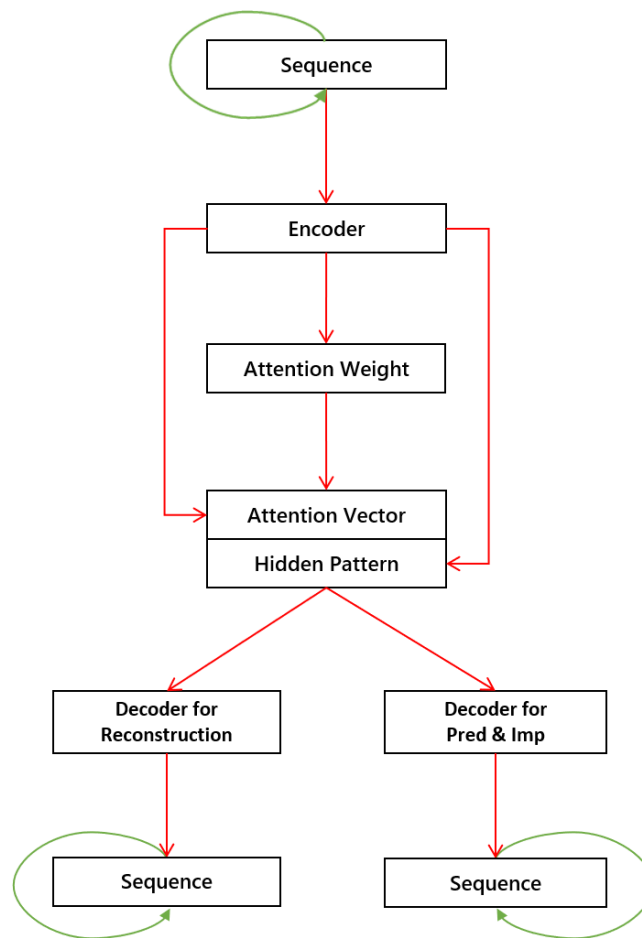 Sequence
Encoder
Attention Weight
Attention Vector
Hidden Pattern
Decoder for
Reconstruction
Decoder for
Pred & Imp
Sequence
Sequence